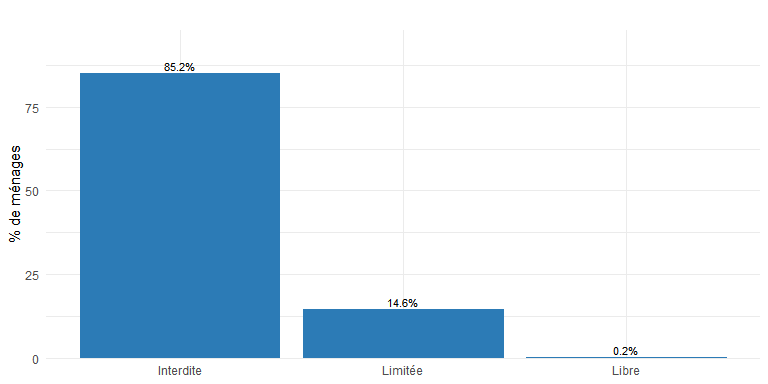 85.2%
75
% de ménages
50
25
14.6%
0.2%
0
Interdite
Limitée
Libre